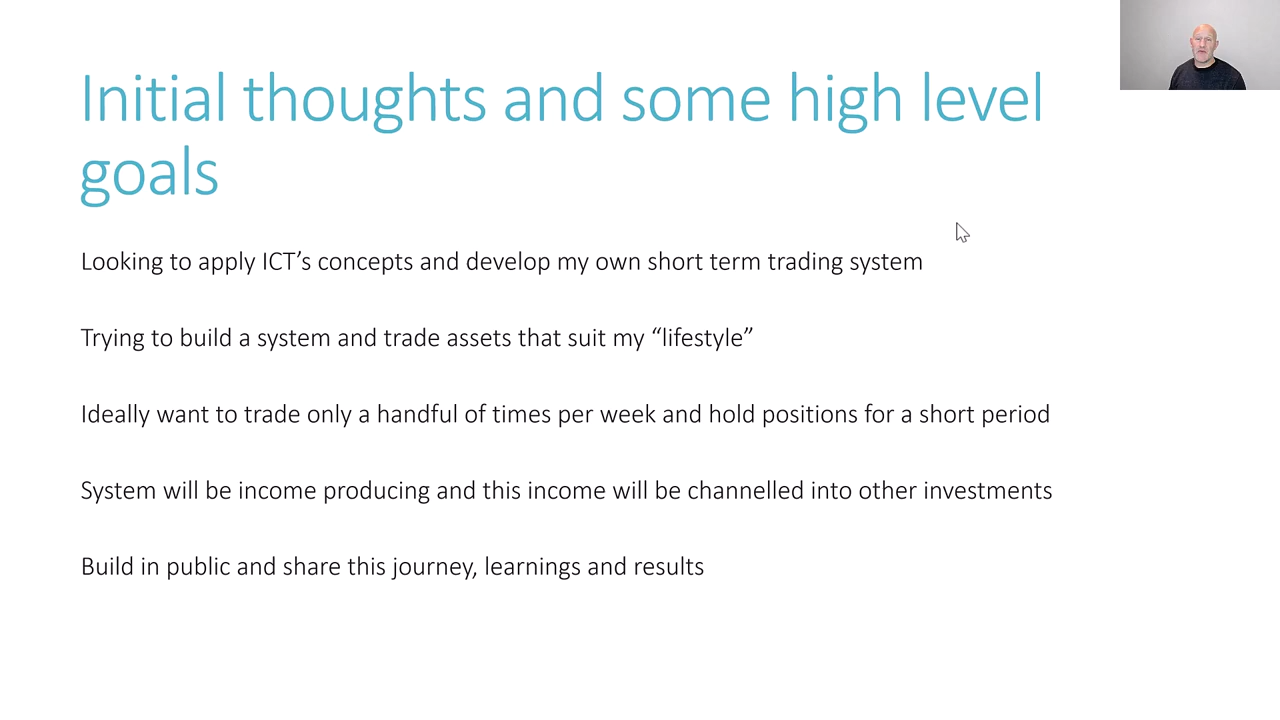 Initial thoughts and some high level
goals
Looking to apply ICT’s concepts and develop my own short term trading system
Trying to build a system and trade assets that suit my “lifestyle”
Ideally want to trade only a handful of times per week and hold positions for a short period
System will be income producing and this income will be channelled into other investments
Build in public and share this journey, learnings and results